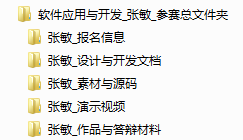 软件应用与开发_张敏_参赛总文件夹
张敏_报名信息
张敏_设计与开发文档
张敏_素材与源码
张敏_演示视频
张敏_作品与答辩材料